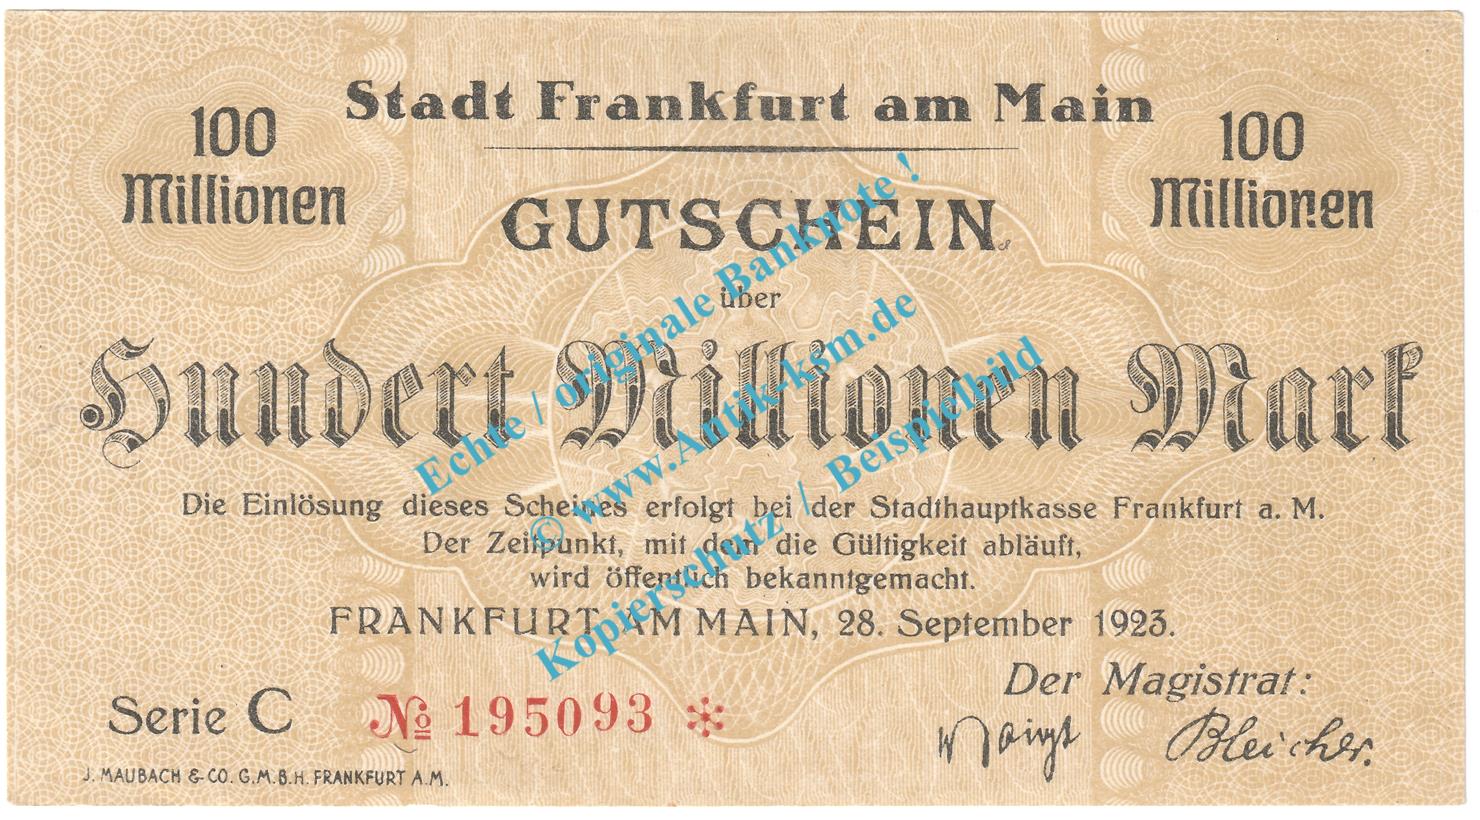 Stadt Frankfurt am Main
100
Millionen
100
Millionen
GUTSCHEIN
über
Hundert Millionen Mark
Die Einlösung dieses Scheines erfolgt bei der Stadthauptkasse Frankfurt a. M.
Der Zeitpunkt, mit dem die Gültigkeit abläuft,
wird öffentlich bekanntgemacht.
FRANKFURT AM MAIN, 28. September 1923.
Der Magistrat:
Serie C № 195093 *
Voigt Bleicher.
J. MAUBACH & CO. G.M.B.H. FRANKFURT A.M.
Echte / originale Banknote !
© www.Antik-ksm.de
Kopierschutz / Beispielbild